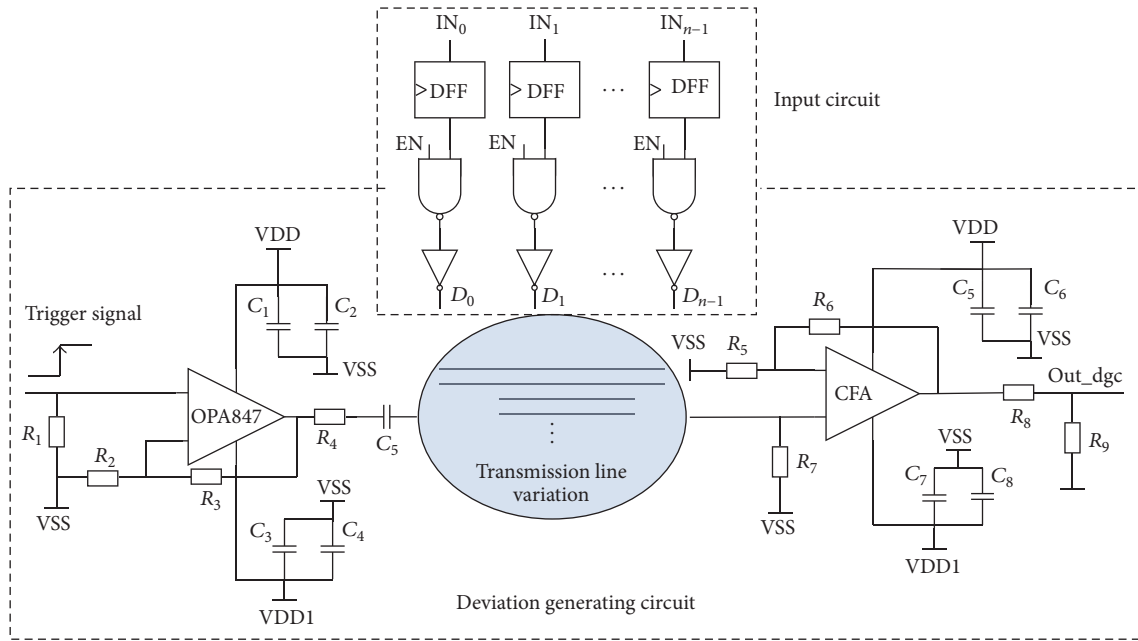 IN₀ IN₁ IN₍ₙ₋₁₎
DFF DFF ... DFF
Input circuit
EN EN EN
...
VDD
VDD
...
D₀ D₁ Dₙ₋₁
C₁ C₂
C₅ C₆
Trigger signal
R₆
VSS
VSS
R₅
VSS
OPA847
CFA
Out_dgc
R₁
R₄
C₅
R₈
R₂
R₃
R₇
R₉
VSS
Transmission line
variation
VSS
VSS
VSS
C₃ C₄
C₇ C₈
VDD1
VDD1
Deviation generating circuit